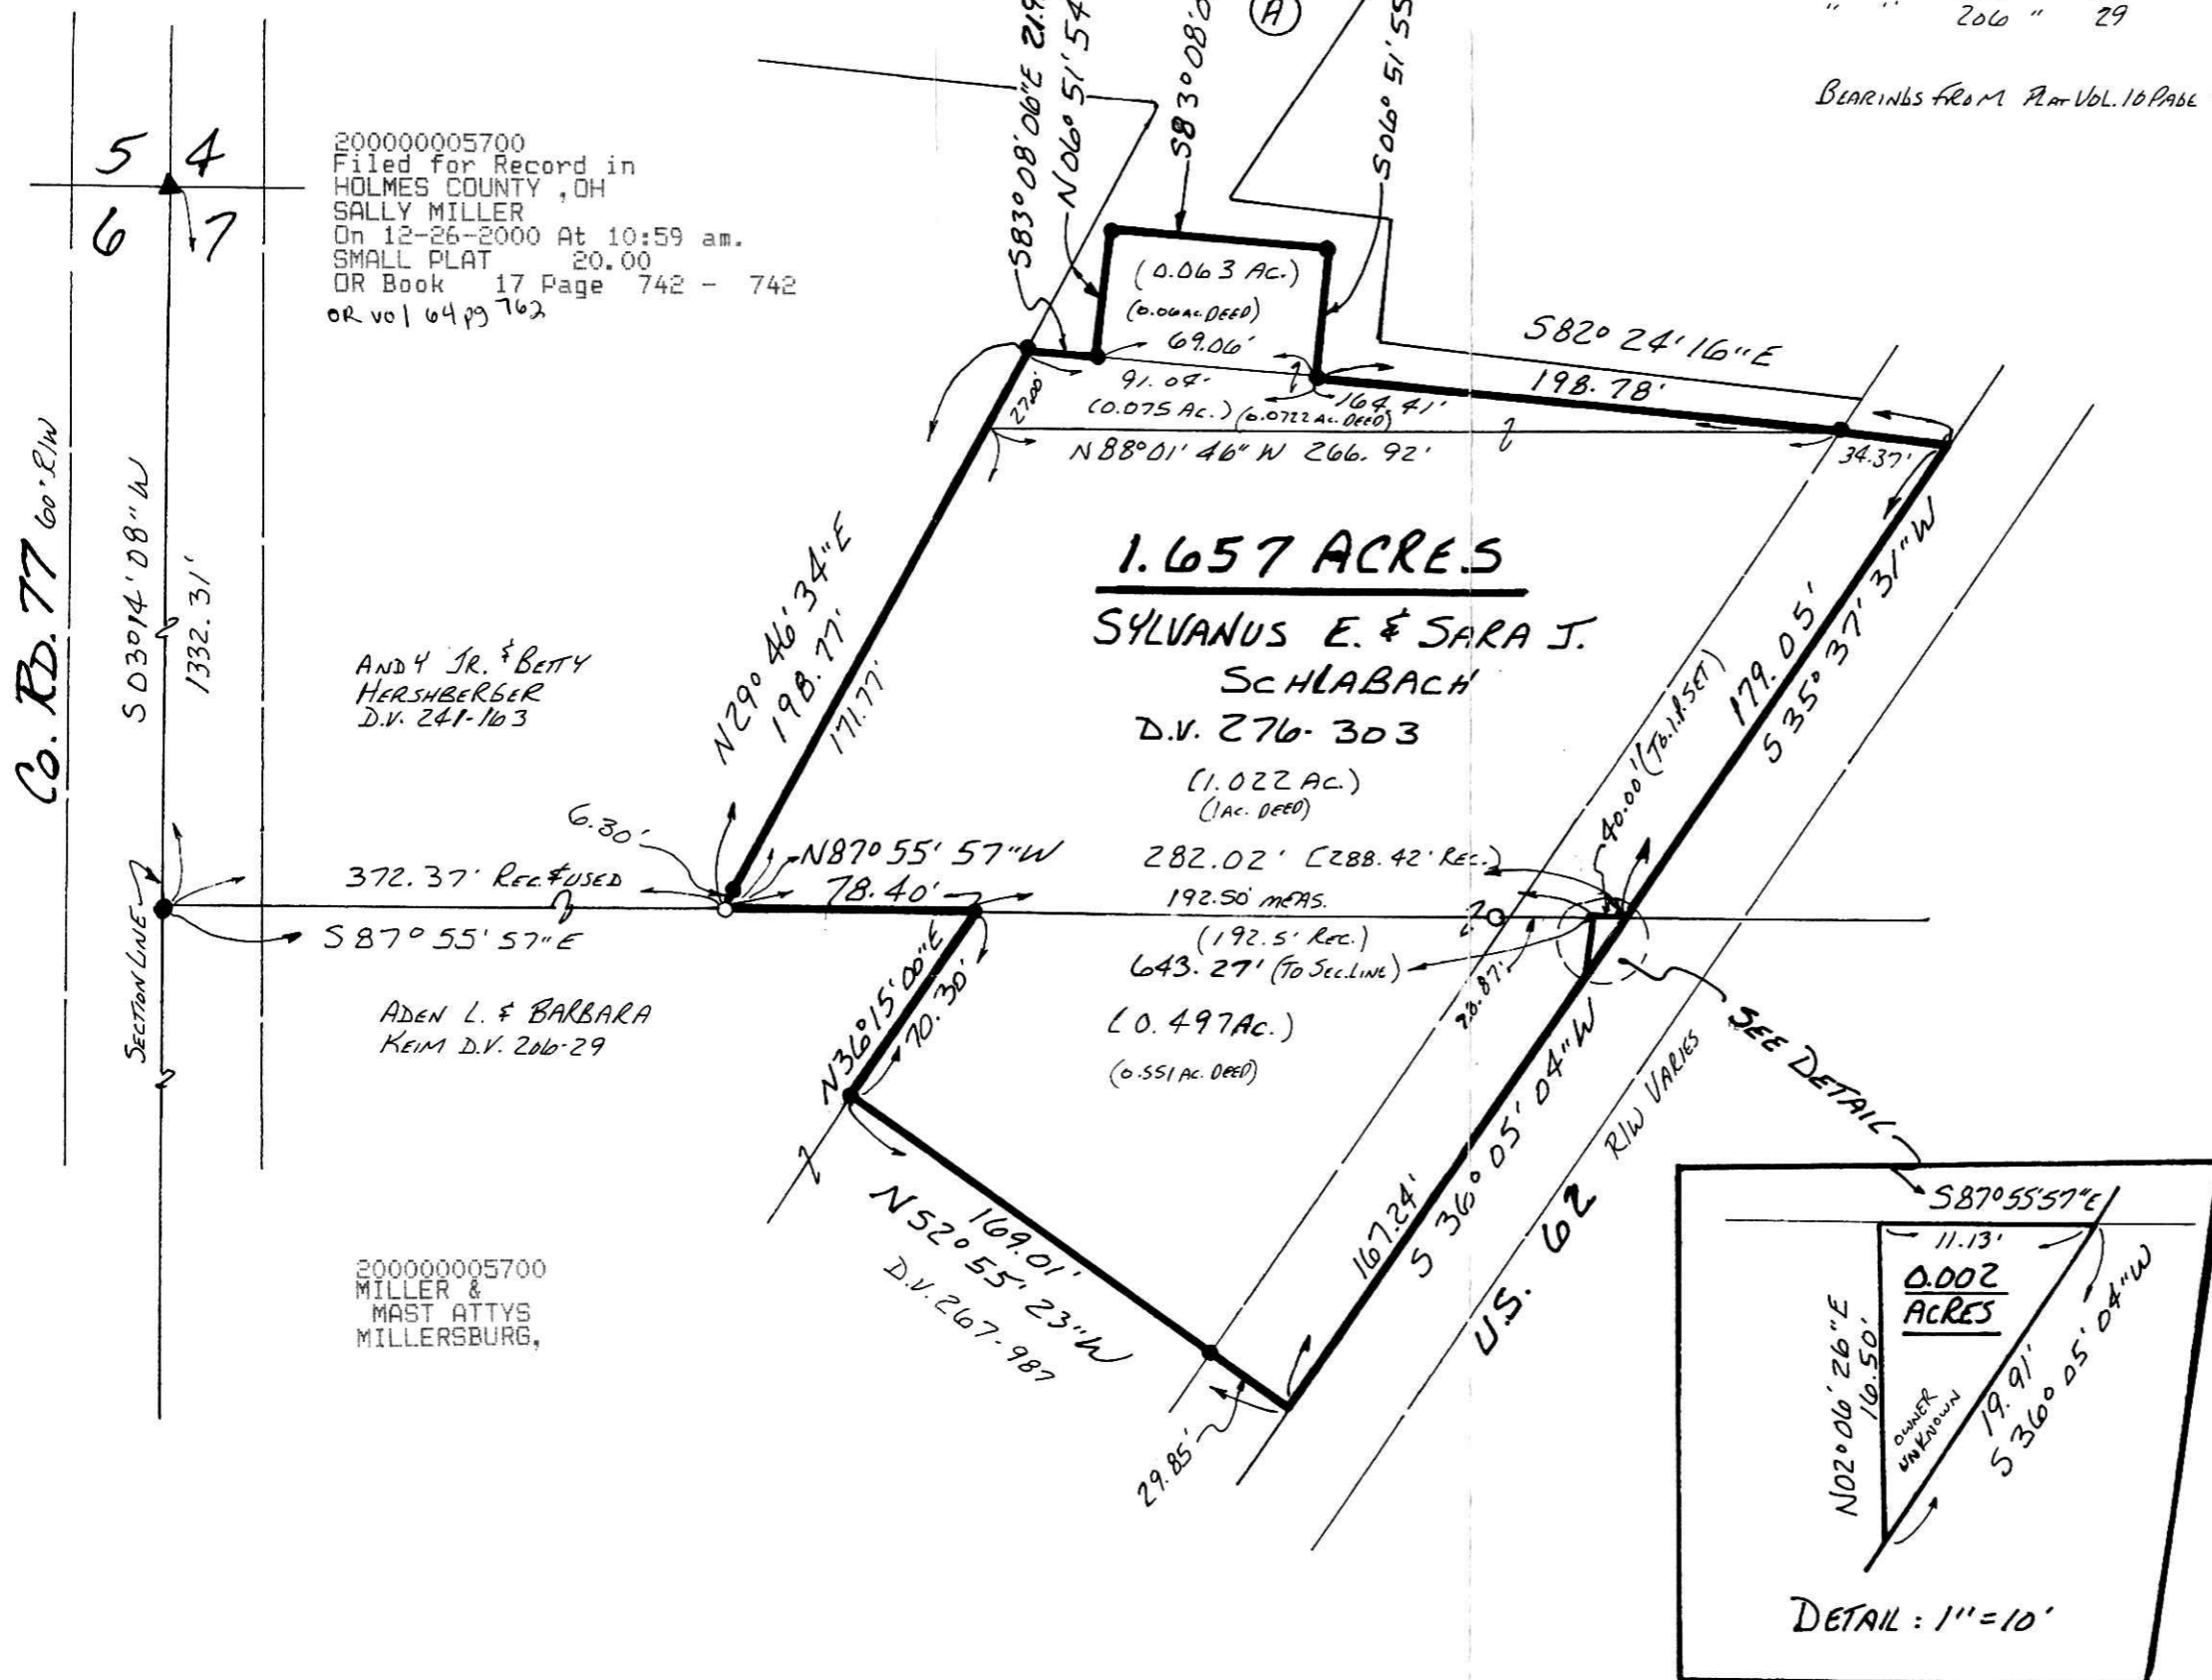 " " 206 " 29
BEARINGS FROM PLAT VOL. 10 PAGE
5 4
6 7
200000005700
Filed for Record in
HOLMES COUNTY ,OH
SALLY MILLER
On 12-26-2000 At 10:59 am.
SMALL PLAT 20.00
OR Book 17 Page 742 - 742
OR vol 64 pg 762
S83°08'06"E 21.9
N06°51'54
S83°08'0
A
S06°51'55
(0.063 AC.)
(0.06 AC. DEED)
69.06'
91.04'
(0.075 AC.) (0.0722 AC. DEED)
164.41'
27.00'
N88°01'46"W 266.92'
S82°24'16"E
198.78'
34.37'
Co. RD. 77 60' R/W
S03°14'08"W
1332.31'
SECTION LINE
ANDY JR. & BETTY
HERSHBERGER
D.V. 241-163
N29°46'34"E
198.77'
171.77'
1.657 ACRES
SYLVANUS E. & SARA J.
SCHLABACH
D.V. 276-303
(1.022 AC.)
(1 AC. DEED)
179.05'
S35°37'31"W
40.00' (TO I.P. SET)
6.30'
372.37' REC. & USED
S87°55'57"E
N87°55'57"W
78.40'
282.02' (288.42' REC.)
192.50' MEAS.
(192.5' REC.)
643.27' (TO SEC. LINE)
(0.497 AC.)
(0.551 AC. DEED)
ADEN L. & BARBARA
KEIM D.V. 206-29
N36°15'00"E
70.30'
169.01'
N52°55'23"W
D.V. 267-987
29.85'
167.24'
S36°05'04"W
U.S. 62 R/W VARIES
SEE DETAIL
200000005700
MILLER &
MAST ATTYS
MILLERSBURG,
S87°55'57"E
11.13'
0.002
ACRES
N02°06'26"E
16.50'
OWNER
UNKNOWN
19.91'
S36°05'04"W
DETAIL : 1"=10'